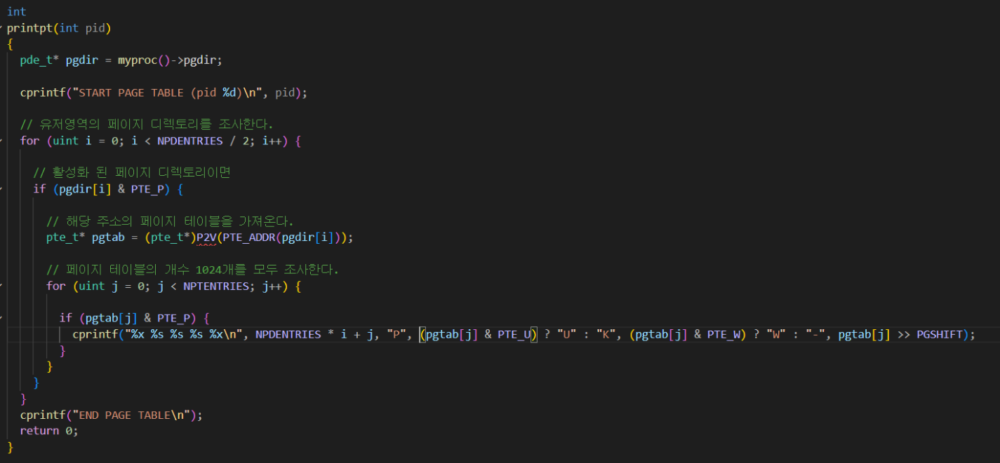 int
printpt(int pid)
{
pde_t* pgdir = myproc()->pgdir;
cprintf("START PAGE TABLE (pid %d)\n", pid);
// 유저영역의 페이지 디렉토리를 조사한다.
for (uint i = 0; i < NPDENTRIES / 2; i++) {
// 활성화 된 페이지 디렉토리이면
if (pgdir[i] & PTE_P) {
// 해당 주소의 페이지 테이블을 가져온다.
pte_t* pgtab = (pte_t*)P2V(PTE_ADDR(pgdir[i]));
// 페이지 테이블의 개수 1024개를 모두 조사한다.
for (uint j = 0; j < NPTENTRIES; j++) {
if (pgtab[j] & PTE_P) {
cprintf("%x %s %s %s %x\n", NPDENTRIES * i + j, "P", (pgtab[j] & PTE_U) ? "U" : "K", (pgtab[j] & PTE_W) ? "W" : "-", pgtab[j] >> PGSHIFT);
}
}
}
}
cprintf("END PAGE TABLE\n");
return 0;
}